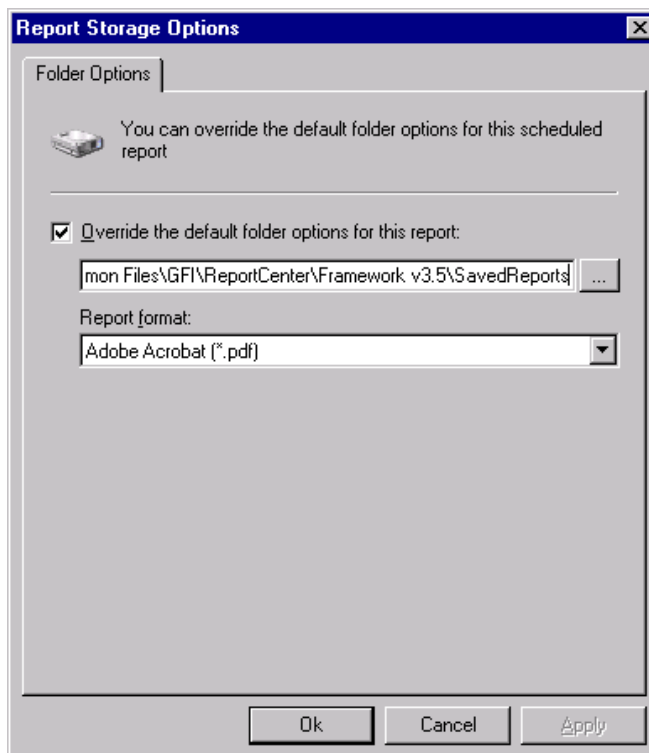 Report Storage Options
Folder Options
You can override the default folder options for this scheduled
report
Override the default folder options for this report:
mon Files\GFI\ReportCenter\Framework v3.5\SavedReports
...
Report format:
Adobe Acrobat (*.pdf)
Ok
Cancel
Apply